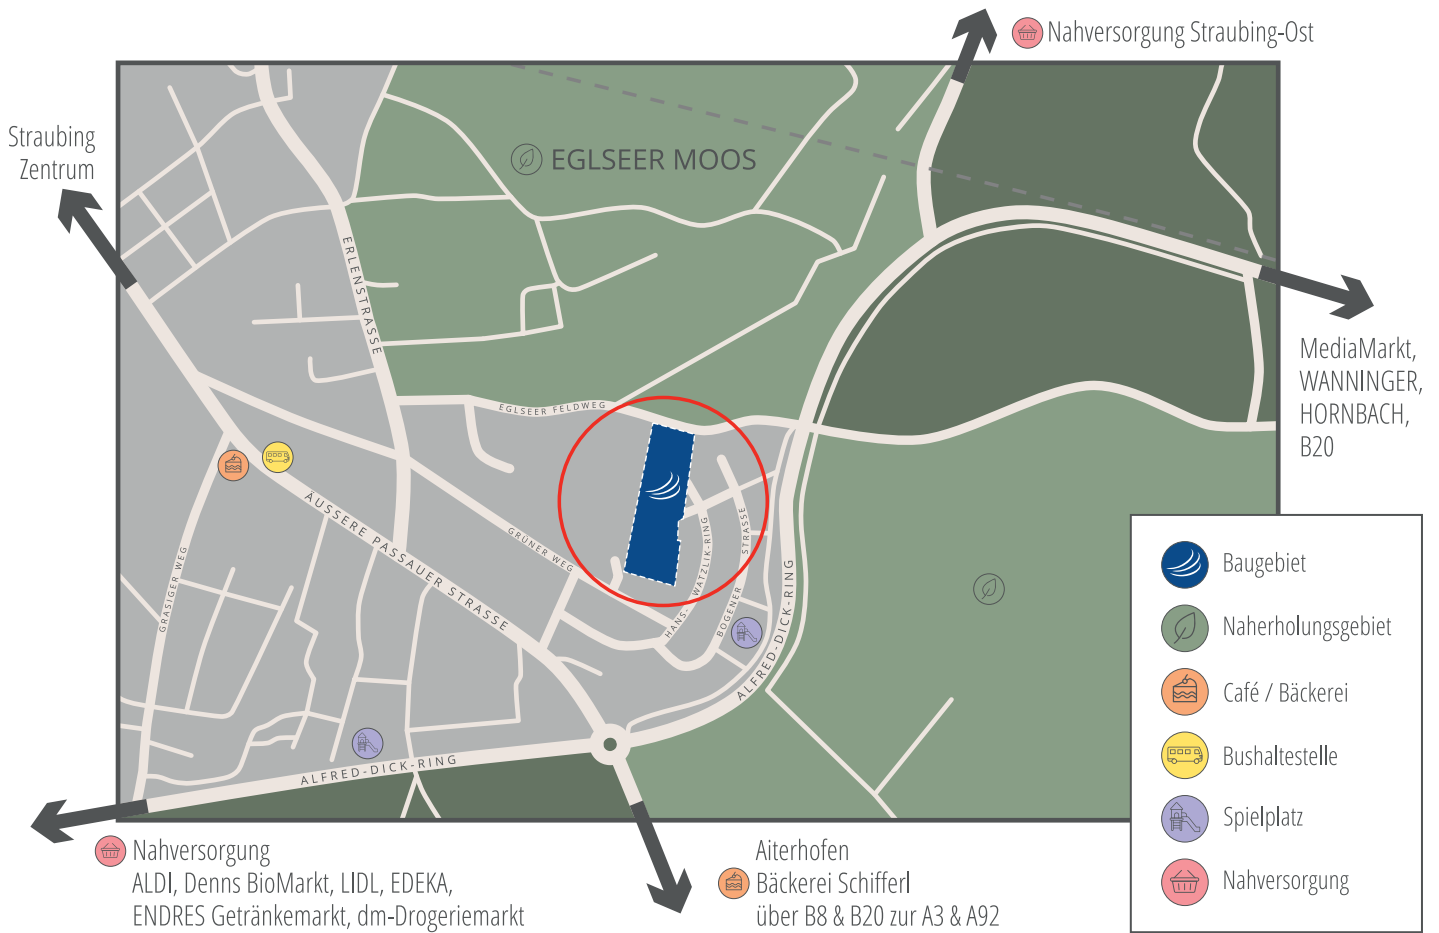 Nahversorgung Straubing-Ost
Straubing
Zentrum
EGLSEER MOOS
ERLENSTRASSE
MediaMarkt,
WANNINGER,
HORNBACH,
B20
EGLSEER FELDWEG
ÄUSSERE PASSAUER STRASSE
GRÜNER WEG
HANS-WATZLIK-RING
BOGENER STRASSE
GRASIGER WEG
ALFRED-DICK-RING
ALFRED-DICK-RING
Baugebiet
Naherholungsgebiet
Café / Bäckerei
Bushaltestelle
Spielplatz
Nahversorgung
Nahversorgung
ALDI, Denns BioMarkt, LIDL, EDEKA,
ENDRES Getränkemarkt, dm-Drogeriemarkt
Aiterhofen
Bäckerei Schifferl
über B8 & B20 zur A3 & A92